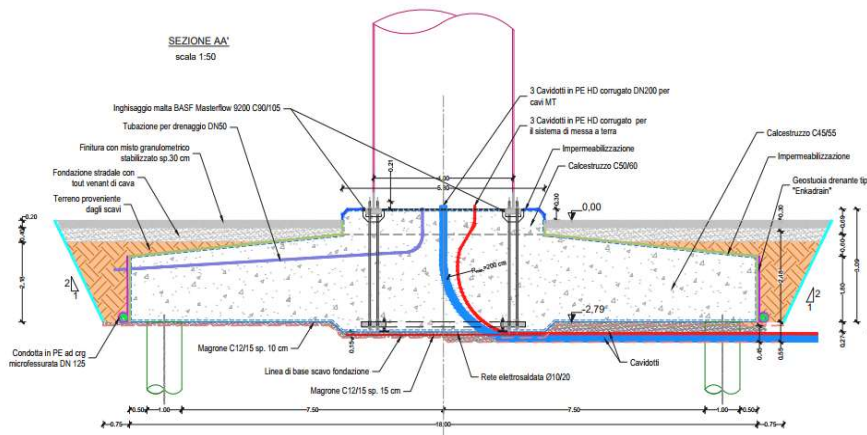 SEZIONE AA'
scala 1:50
Inghisaggio malta BASF Masterflow 9200 C90/105
Tubazione per drenaggio DN50
Finitura con misto granulometrico
stabilizzato sp.30 cm
Fondazione stradale con
tout venant di cava
Terreno proveniente
dagli scavi
3 Cavidotti in PE HD corrugato DN200 per
cavi MT
3 Cavidotti in PE HD corrugato per
il sistema di messa a terra
Impermeabilizzazione
Calcestruzzo C50/60
Calcestruzzo C45/55
Impermeabilizzazione
Geostuoia drenante tipo
"Enkadrain"
0.21
0,00
-2,79
2
1
2
1
Condotta in PE ad crg
microfessurata DN 125
Magrone C12/15 sp. 10 cm
Linea di base scavo fondazione
Magrone C12/15 sp. 15 cm
Rete elettrosaldata Ø10/20
Cavidotti
0.50
1.00
7.50
7.50
1.00
0.50
0.75
18.00
0.75